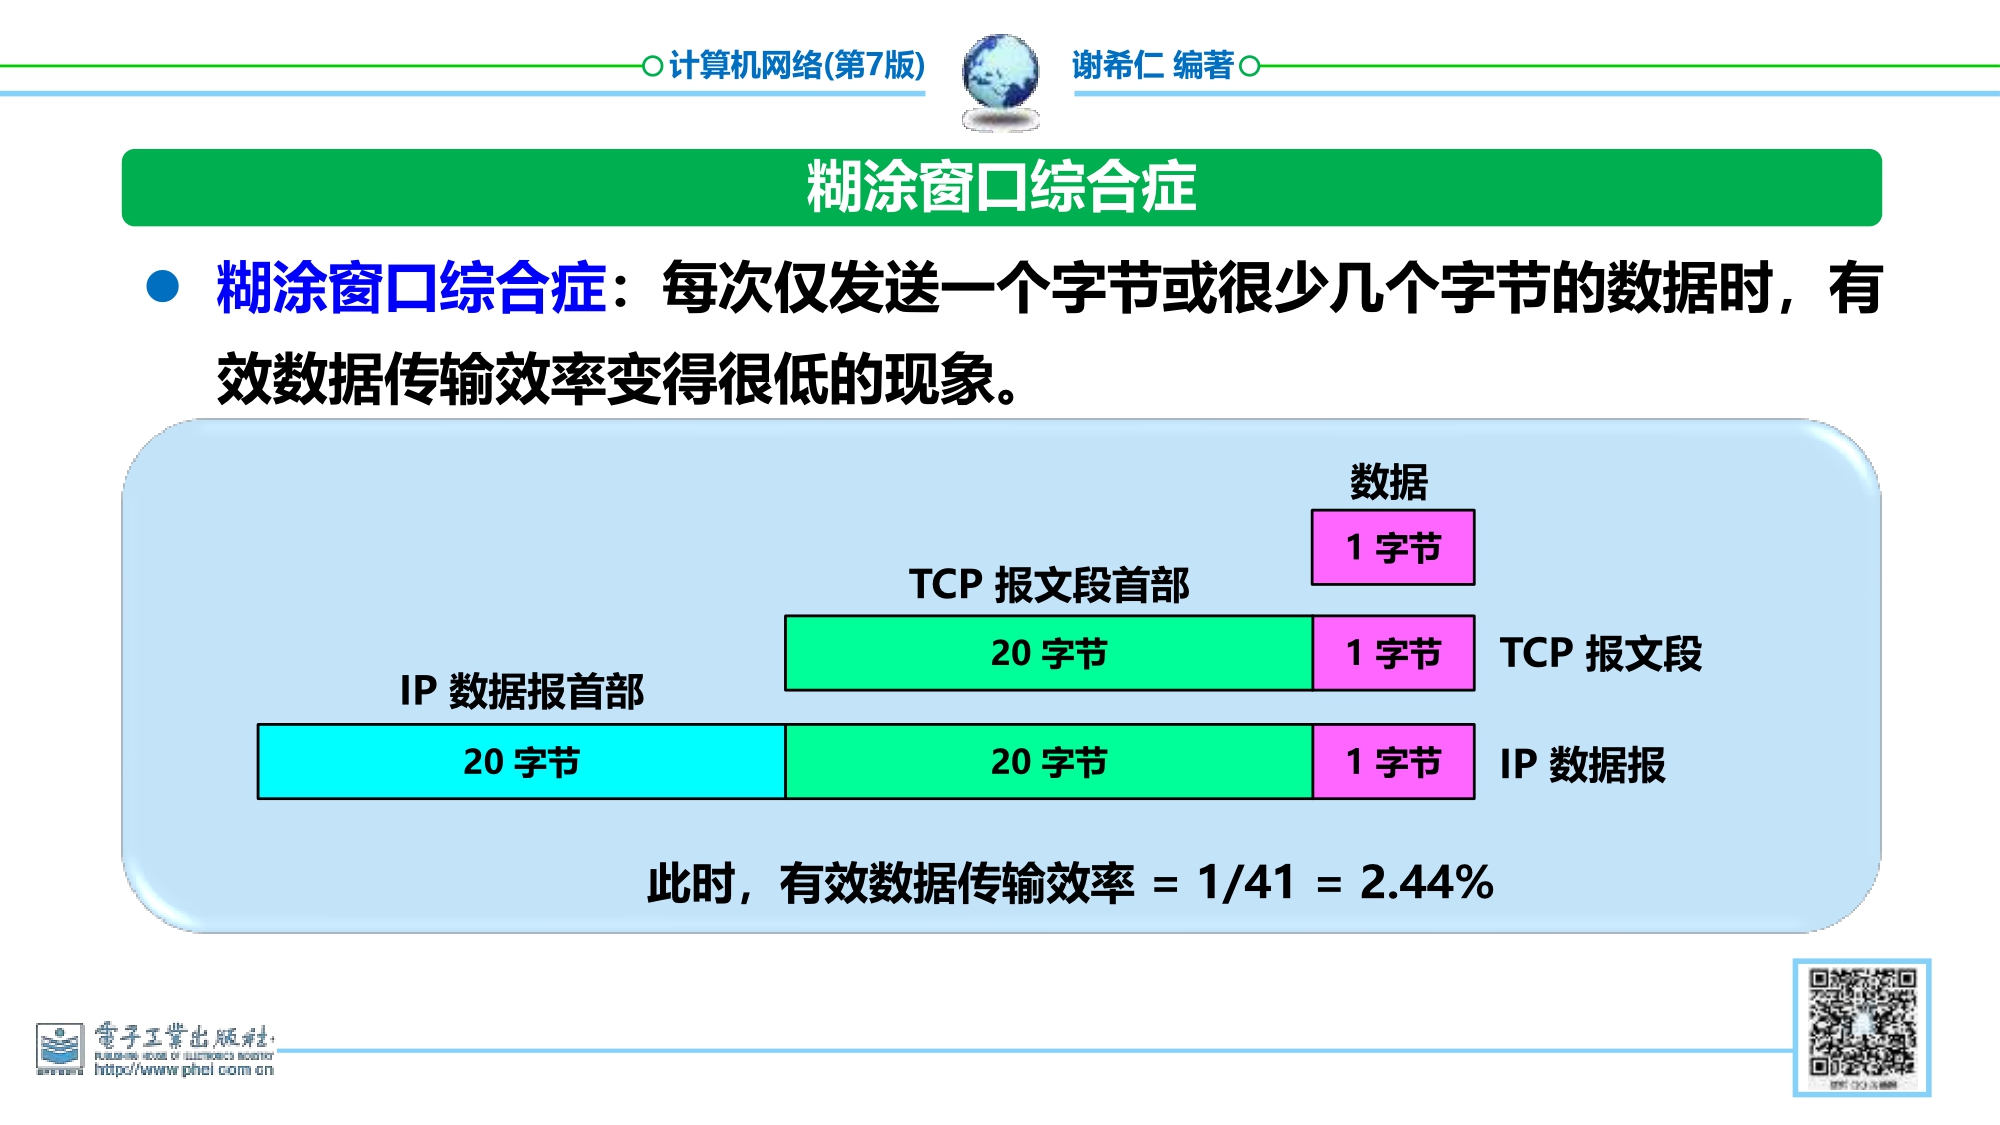 计算机网络(第7版)
谢希仁 编著
糊涂窗口综合症
糊涂窗口综合症：每次仅发送一个字节或很少几个字节的数据时，有
效数据传输效率变得很低的现象。
数据
1 字节
TCP 报文段首部
20 字节 1 字节 TCP 报文段
IP 数据报首部
20 字节 20 字节 1 字节 IP 数据报
此时，有效数据传输效率 = 1/41 = 2.44%
電子工業出版社
PUBLISHING HOUSE OF ELECTRONICS INDUSTRY
http://www.phei.com.cn